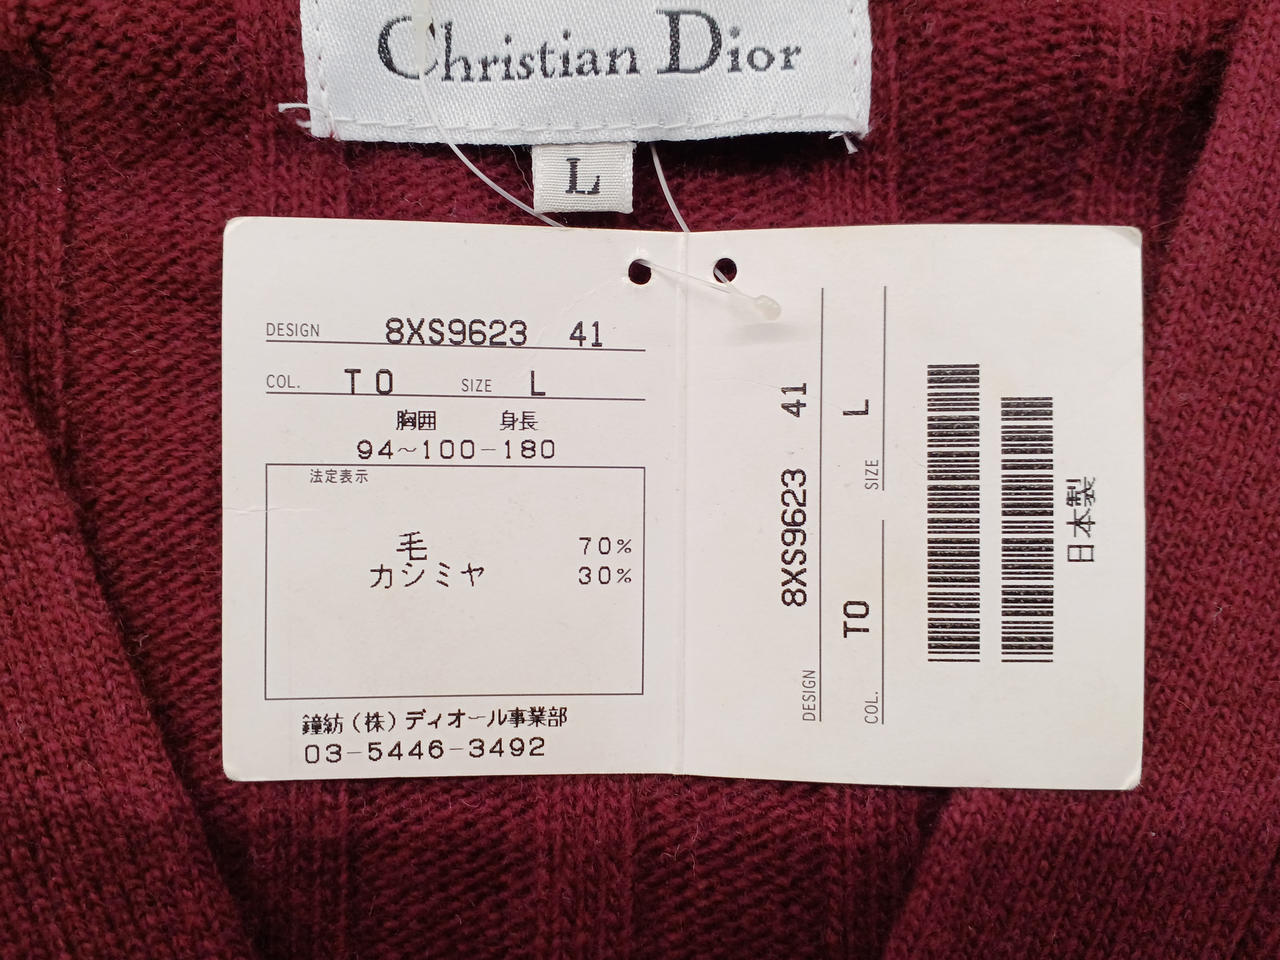 Christian Dior
L
DESIGN 8XS9623 41
COL. TO SIZE L
胸囲 身長
94～100－180
法定表示
毛 70%
カシミヤ 30%
鐘紡（株）ディオール事業部
03－5446－3492
DESIGN 8XS9623 41
COL. TO SIZE L
日本製